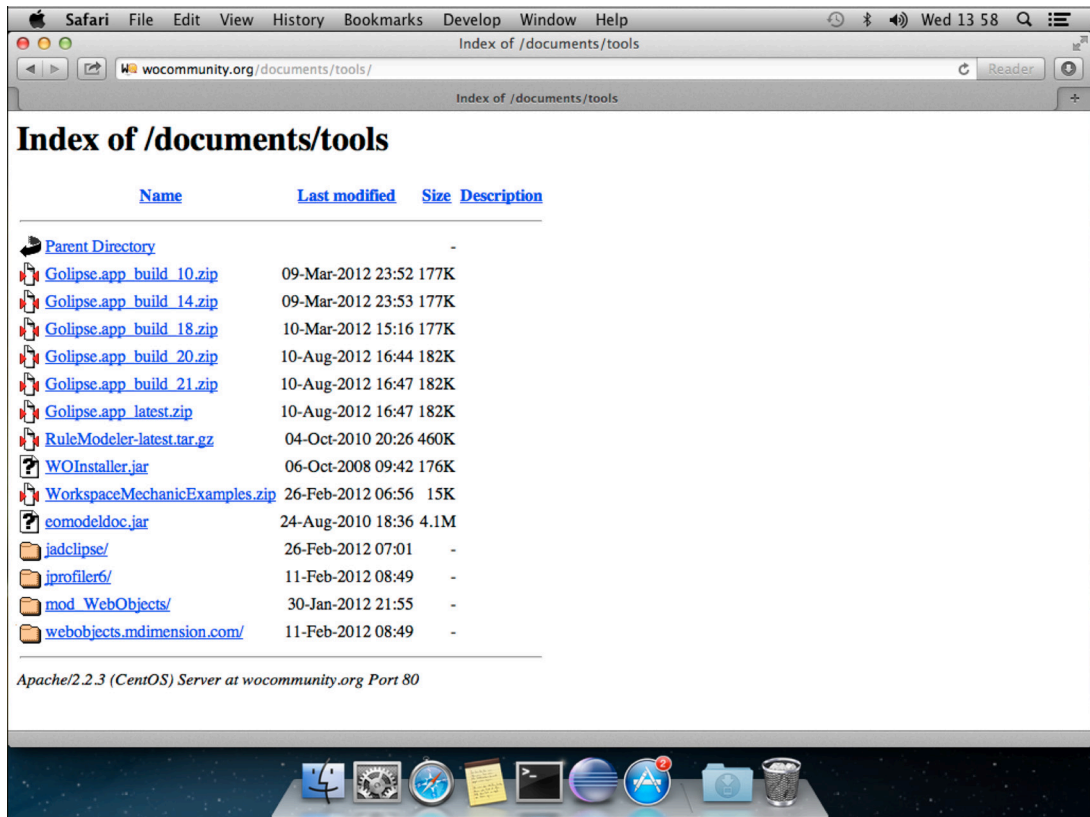 Safari File Edit View History Bookmarks Develop Window Help Wed 13 58
Index of /documents/tools
wocommunity.org/documents/tools/ Reader
Index of /documents/tools
Index of /documents/tools
Name Last modified Size Description
Parent Directory -
Golipse.app_build_10.zip 09-Mar-2012 23:52 177K
Golipse.app_build_14.zip 09-Mar-2012 23:53 177K
Golipse.app_build_18.zip 10-Mar-2012 15:16 177K
Golipse.app_build_20.zip 10-Aug-2012 16:44 182K
Golipse.app_build_21.zip 10-Aug-2012 16:47 182K
Golipse.app_latest.zip 10-Aug-2012 16:47 182K
RuleModeler-latest.tar.gz 04-Oct-2010 20:26 460K
WOInstaller.jar 06-Oct-2008 09:42 176K
WorkspaceMechanicExamples.zip 26-Feb-2012 06:56 15K
eomodeldoc.jar 24-Aug-2010 18:36 4.1M
jadclipse/ 26-Feb-2012 07:01 -
jprofiler6/ 11-Feb-2012 08:49 -
mod_WebObjects/ 30-Jan-2012 21:55 -
webobjects.mdimension.com/ 11-Feb-2012 08:49 -
Apache/2.2.3 (CentOS) Server at wocommunity.org Port 80
2